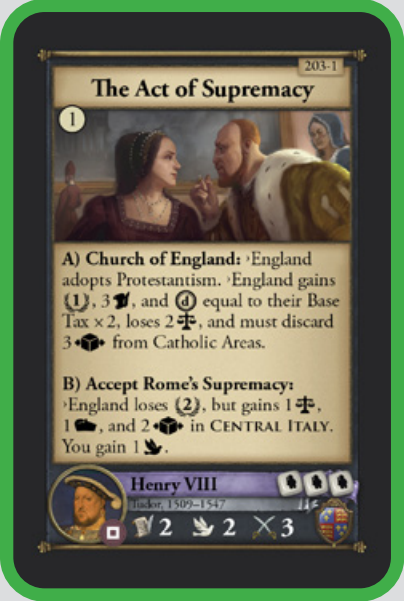 203-1
The Act of Supremacy
1
A) Church of England: ›England
adopts Protestantism. ›England gains
(1), 3 , and d equal to their Base
Tax ×2, loses 2 , and must discard
3 from Catholic Areas.
B) Accept Rome's Supremacy:
›England loses (2), but gains 1 ,
1 , and 2 in CENTRAL ITALY.
You gain 1 .
Henry VIII
Tudor, 1509–1547
2 2 3